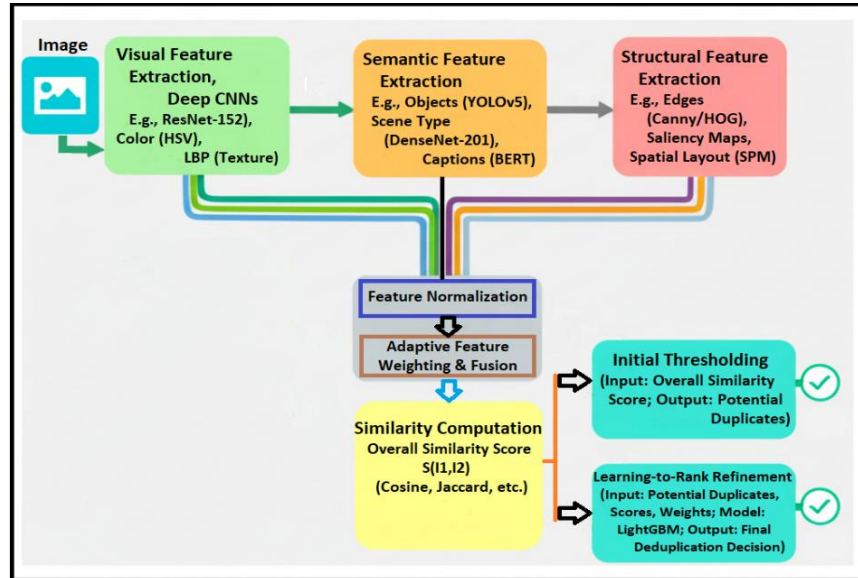 Image
Visual Feature
Extraction,
Deep CNNs
E.g., ResNet-152),
Color (HSV),
LBP (Texture)
Semantic Feature
Extraction
E.g., Objects (YOLOv5),
Scene Type
(DenseNet-201),
Captions (BERT)
Structural Feature
Extraction
E.g., Edges
(Canny/HOG),
Saliency Maps,
Spatial Layout (SPM)
Feature Normalization
Adaptive Feature
Weighting & Fusion
Similarity Computation
Overall Similarity Score
S(I1,I2)
(Cosine, Jaccard, etc.)
Initial Thresholding
(Input: Overall Similarity
Score; Output: Potential
Duplicates)
Learning-to-Rank Refinement
(Input: Potential Duplicates,
Scores, Weights; Model:
LightGBM; Output: Final
Deduplication Decision)